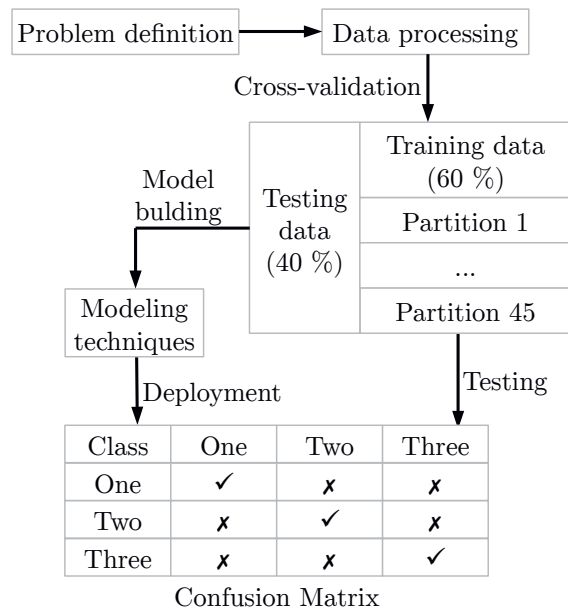 Problem definition
Data processing
Cross-validation
Training data
(60 %)
Partition 1
...
Partition 45
Testing
data
(40 %)
Model
bulding
Modeling
techniques
Deployment
Testing
Class One Two Three
One ✓ ✗ ✗
Two ✗ ✓ ✗
Three ✗ ✗ ✓
Confusion Matrix